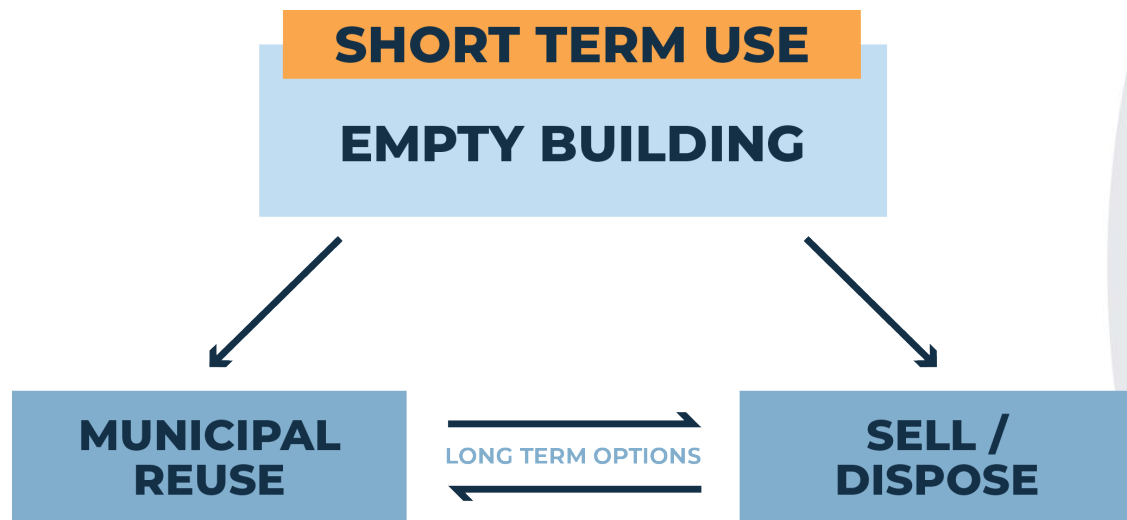 SHORT TERM USE
EMPTY BUILDING
MUNICIPAL
REUSE
LONG TERM OPTIONS
SELL /
DISPOSE